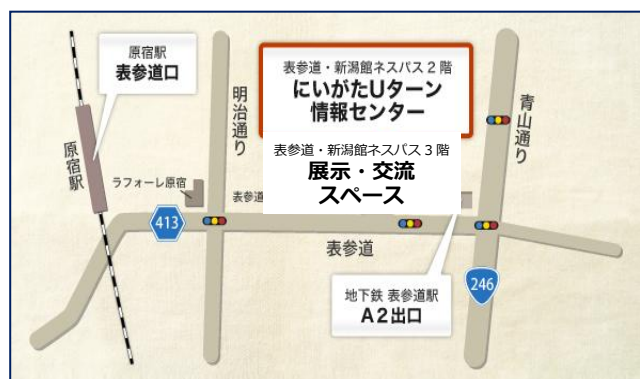 原宿駅
表参道口
原宿駅
ラフォーレ原宿
413
明治通り
表参道・新潟館ネスパス2階
にいがたUターン
情報センター
表参道・新潟館ネスパス3階
展示・交流
スペース
表参道
表参道
青山通り
地下鉄 表参道駅
A2出口
246